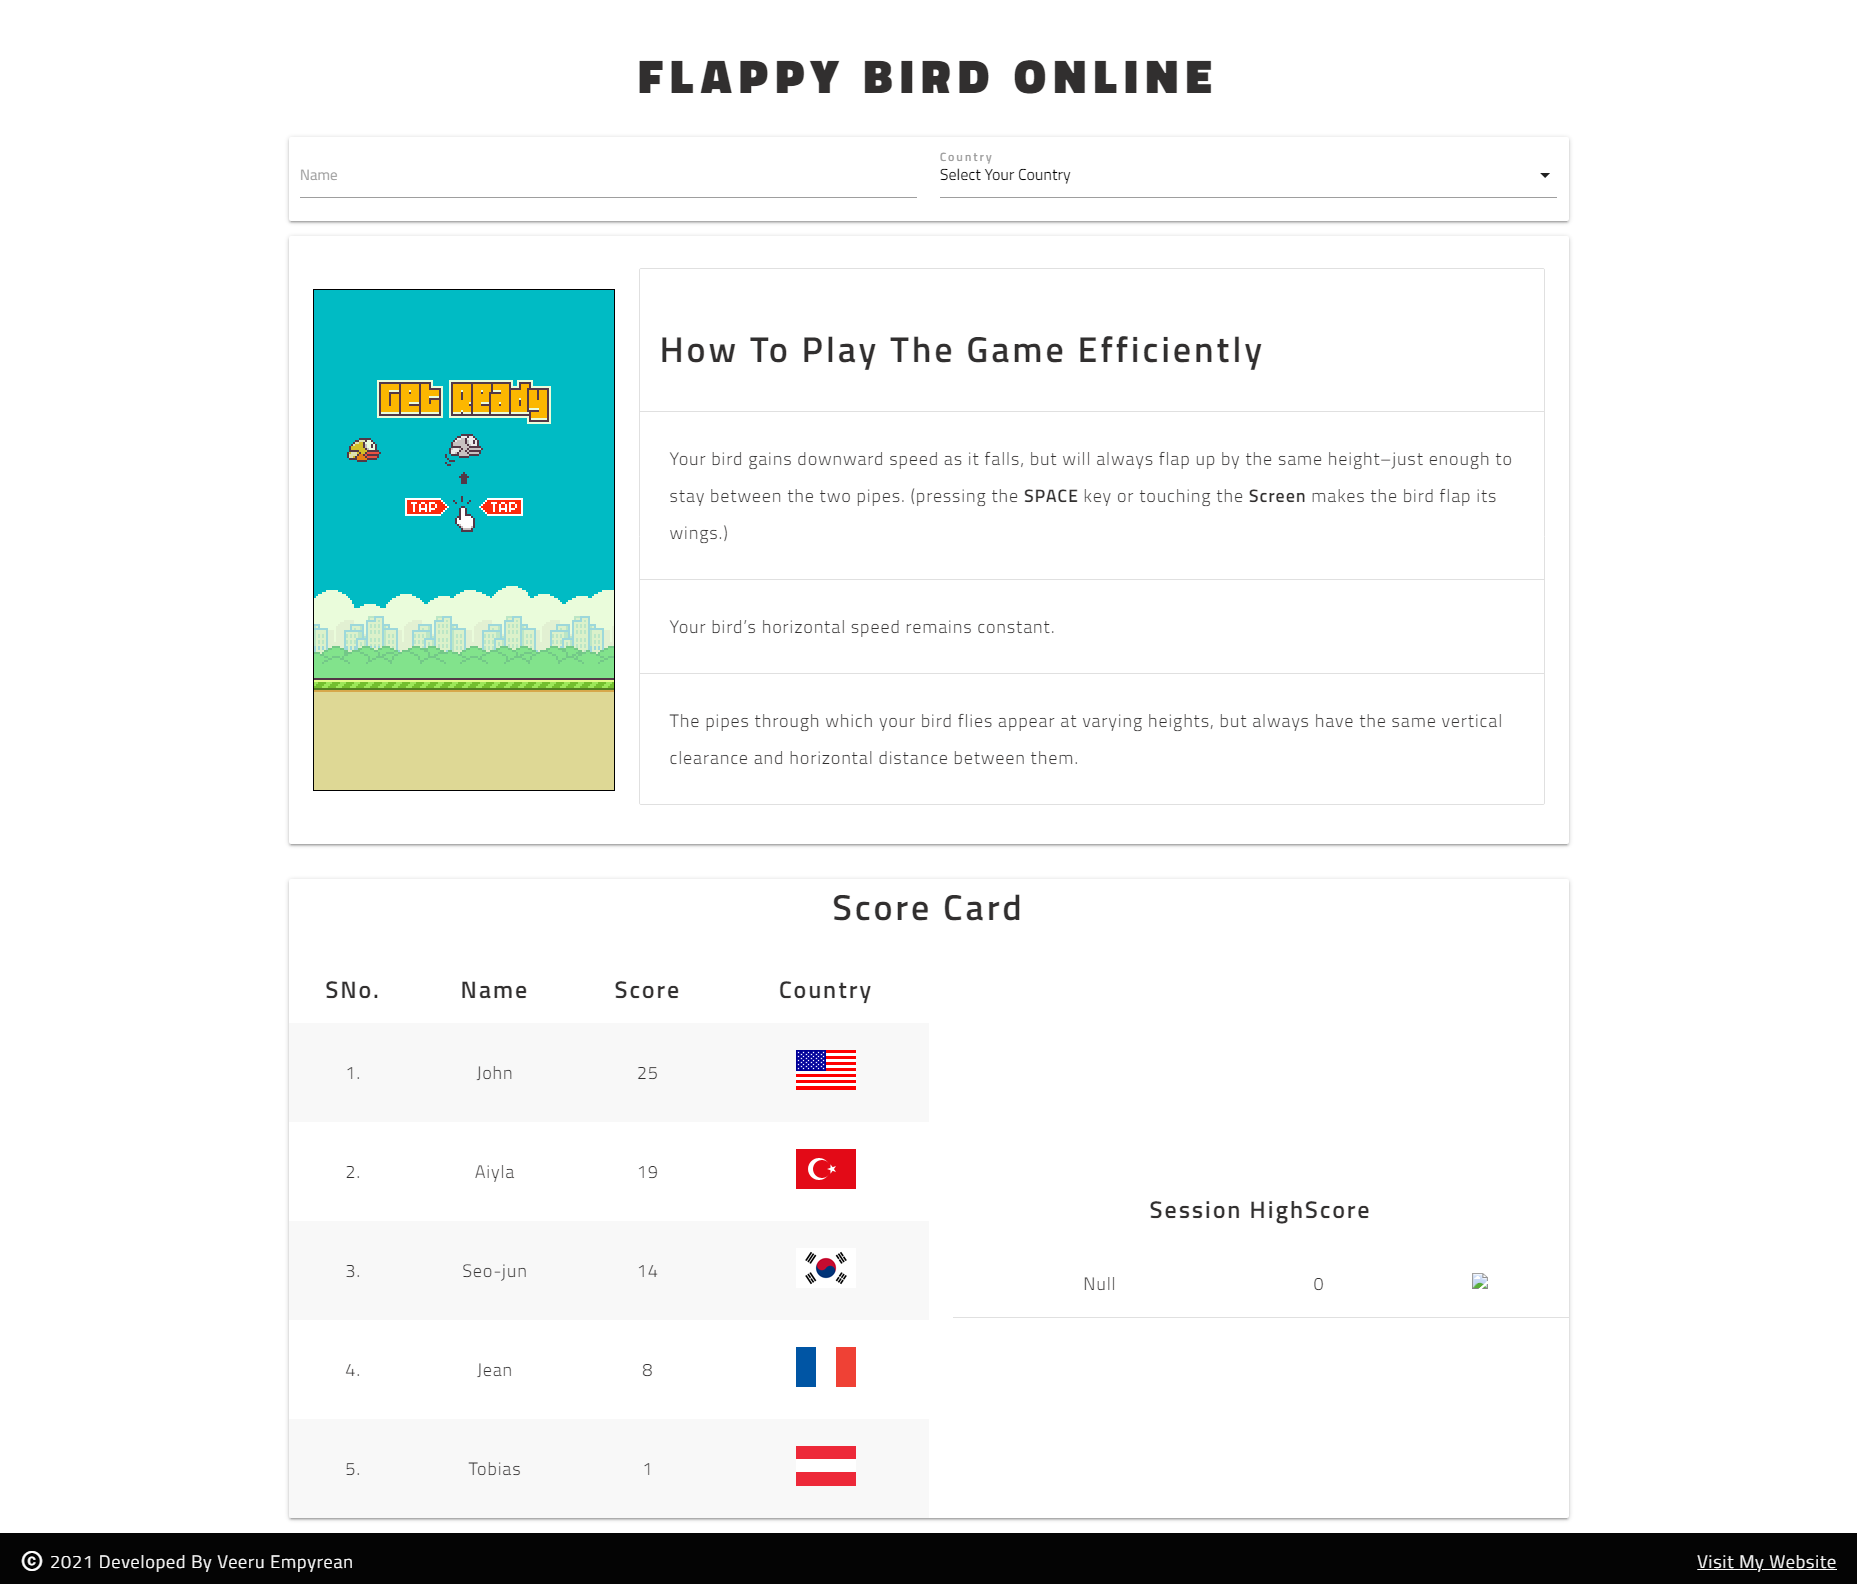 FLAPPY BIRD ONLINE
Name
Country
Select Your Country
Get Ready
TAP TAP
How To Play The Game Efficiently
Your bird gains downward speed as it falls, but will always flap up by the same height–just enough to
stay between the two pipes. (pressing the SPACE key or touching the Screen makes the bird flap its
wings.)
Your bird’s horizontal speed remains constant.
The pipes through which your bird flies appear at varying heights, but always have the same vertical
clearance and horizontal distance between them.
Score Card
SNo. Name Score Country
1. John 25
2. Aiyla 19
3. Seo-jun 14
4. Jean 8
5. Tobias 1
Session HighScore
Null 0
© 2021 Developed By Veeru Empyrean
Visit My Website